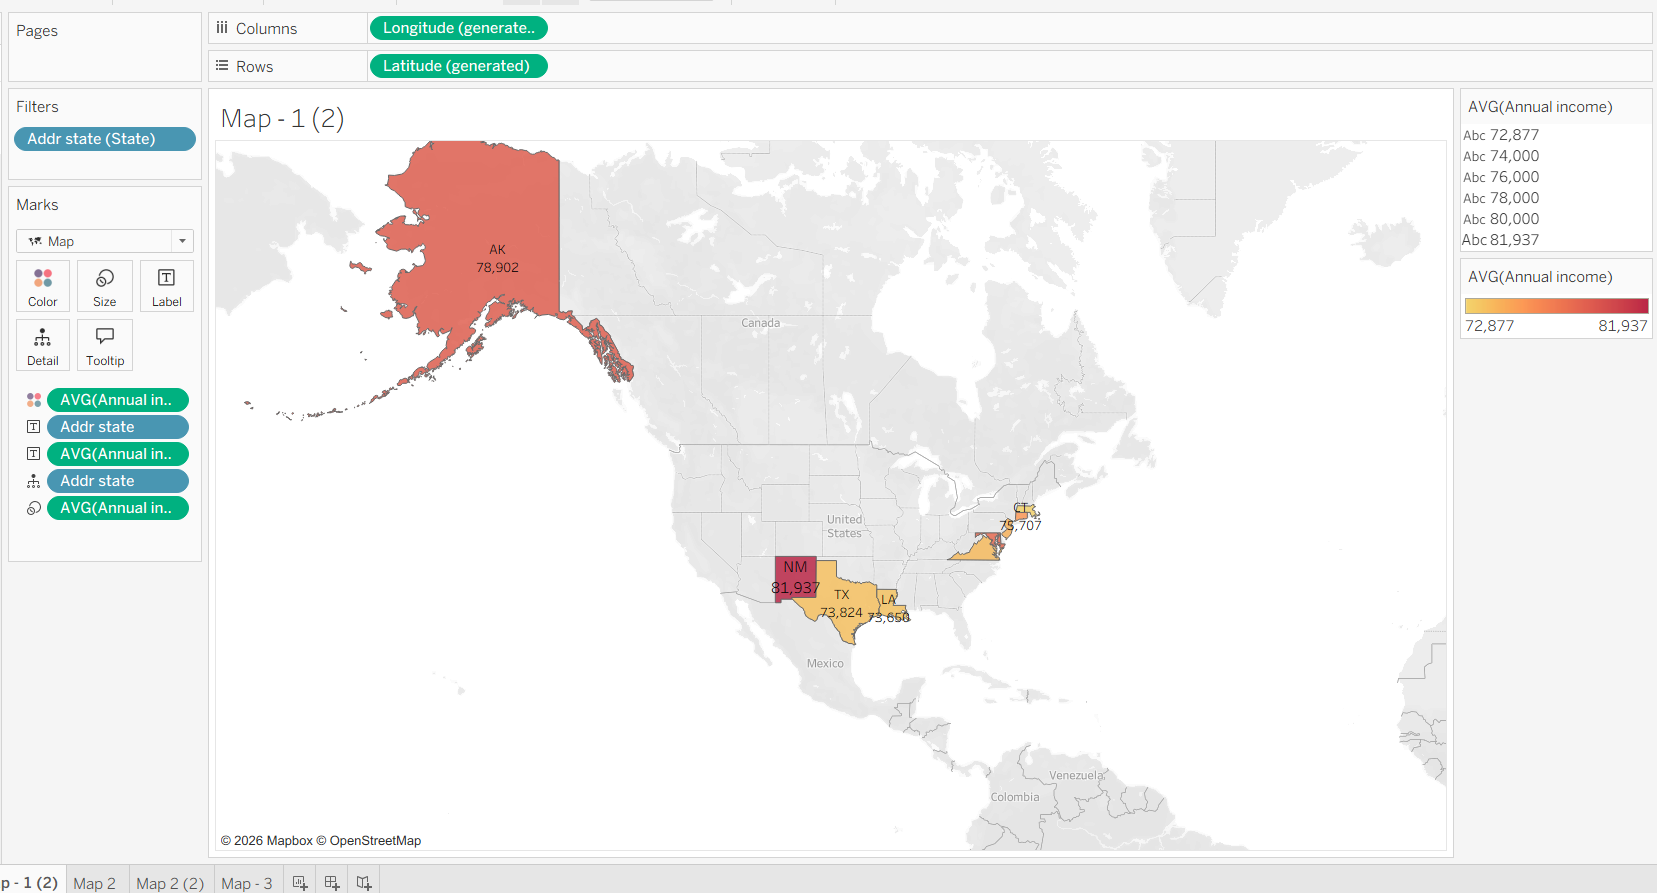 Pages
Columns
Longitude (generate..
Rows
Latitude (generated)
Filters
Addr state (State)
Marks
Map
Color
Size
Label
Detail
Tooltip
AVG(Annual in..
Addr state
AVG(Annual in..
Addr state
AVG(Annual in..
Map - 1 (2)
AK
78,902
Canada
United
States
CT
75,707
NM
81,937
TX
73,824
LA
73,656
Mexico
Venezuela
Colombia
© 2026 Mapbox © OpenStreetMap
AVG(Annual income)
Abc 72,877
Abc 74,000
Abc 76,000
Abc 78,000
Abc 80,000
Abc 81,937
AVG(Annual income)
72,877
81,937
p - 1 (2)
Map 2
Map 2 (2)
Map - 3